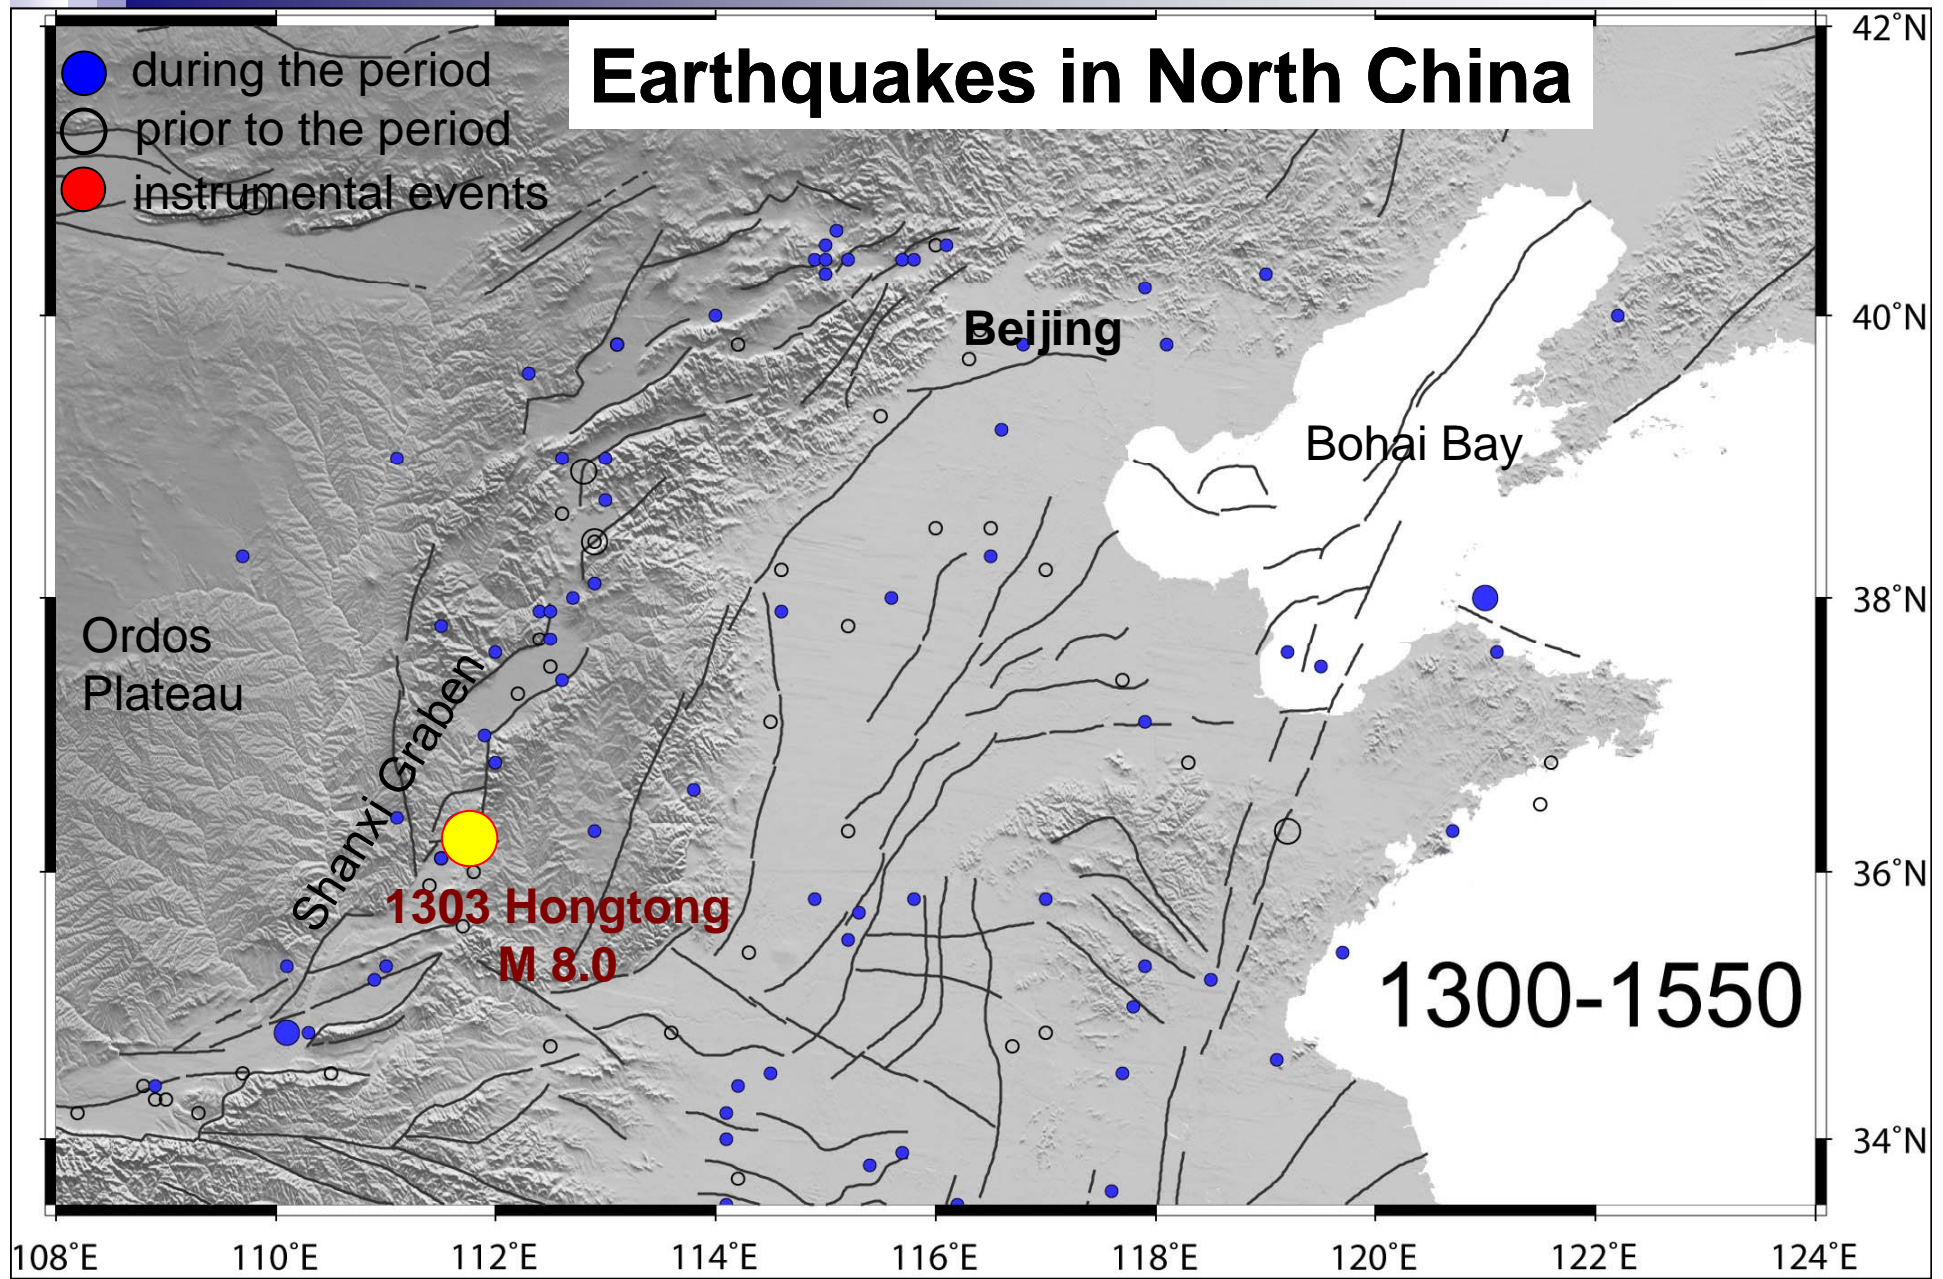 Earthquakes in North China
during the period
prior to the period
instrumental events
Beijing
Bohai Bay
Ordos
Plateau
Shanxi Graben
1303 Hongtong
M 8.0
1300-1550
42°N
40°N
38°N
36°N
34°N
108°E 110°E 112°E 114°E 116°E 118°E 120°E 122°E 124°E